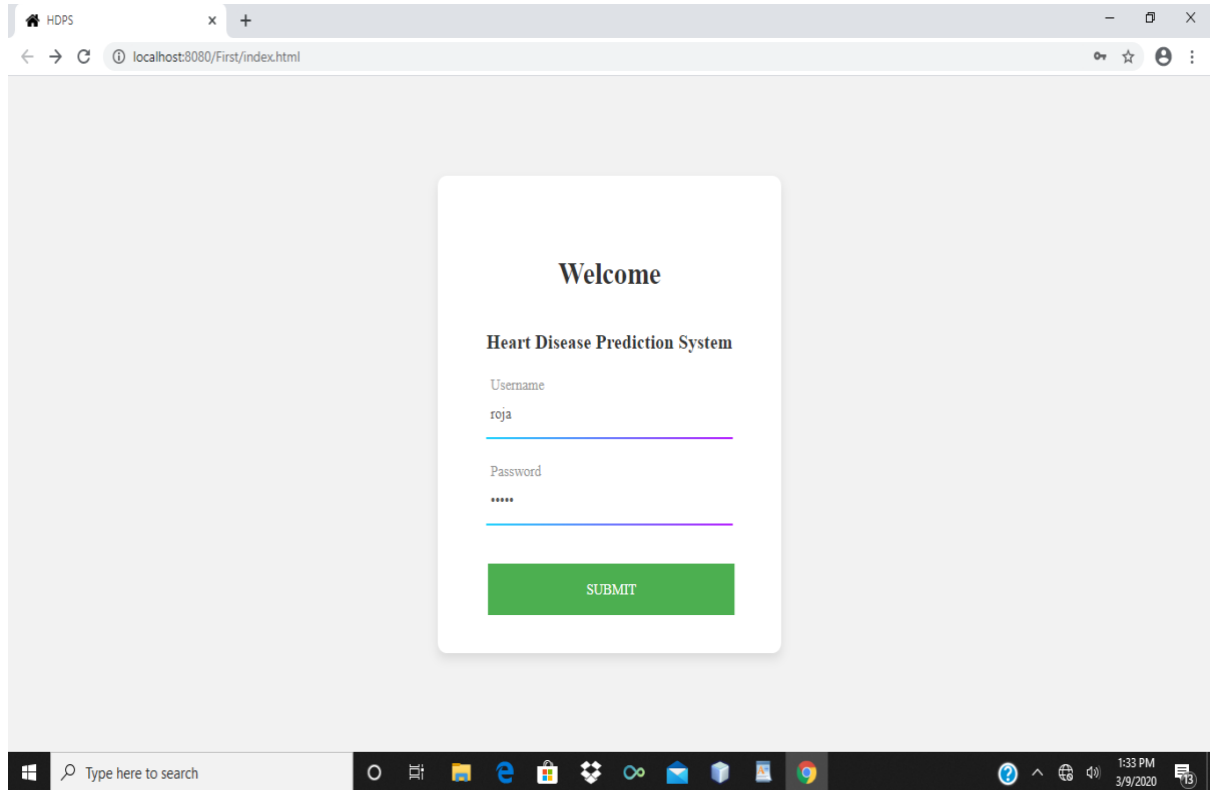 HDPS
localhost:8080/First/index.html
Welcome
Heart Disease Prediction System
Username
roja
Password
•••••
SUBMIT
Type here to search
1:33 PM
3/9/2020
13